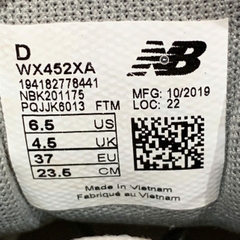 D
WX452XA
194182778441
NBK201175
PQJJK6013 FTM
6.5 US
4.5 UK
37 EU
23.5 CM
NB
MFG: 10/2019
LOC: 22
Made in Vietnam
Fabriqué au Vietnam